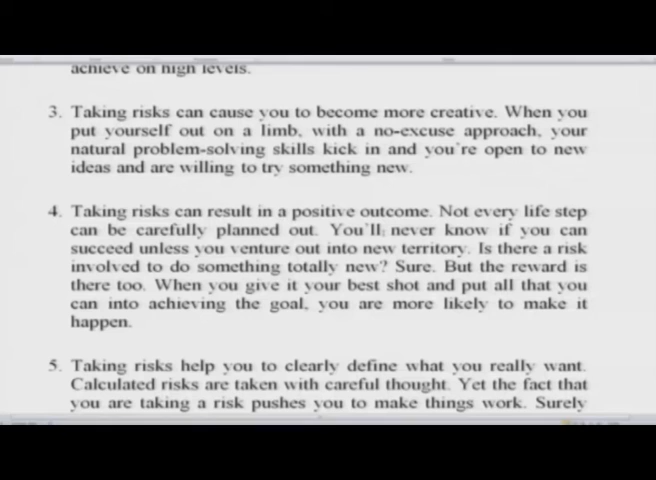 achieve on high levels.
3. Taking risks can cause you to become more creative. When you
put yourself out on a limb, with a no-excuse approach, your
natural problem-solving skills kick in and you're open to new
ideas and are willing to try something new.
4. Taking risks can result in a positive outcome. Not every life step
can be carefully planned out. You'll never know if you can
succeed unless you venture out into new territory. Is there a risk
involved to do something totally new? Sure. But the reward is
there too. When you give it your best shot and put all that you
can into achieving the goal, you are more likely to make it
happen.
5. Taking risks help you to clearly define what you really want.
Calculated risks are taken with careful thought. Yet the fact that
you are taking a risk pushes you to make things work. Surely